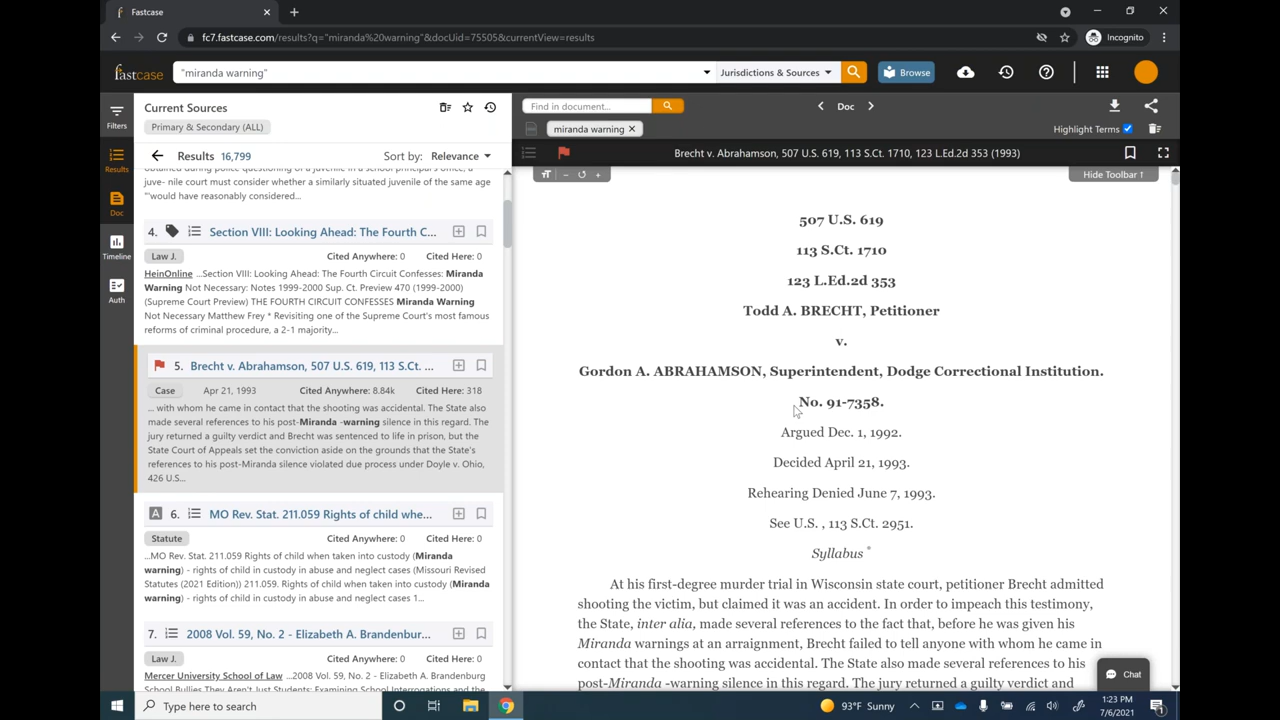 Fastcase
fc7.fastcase.com/results?q="miranda%20warning"&docUid=75505&currentView=results
Incognito
fastcase
"miranda warning"
Jurisdictions & Sources
Browse
Filters
Results
Doc
Timeline
Auth
Current Sources
Primary & Secondary (ALL)
Results 16,799
Sort by: Relevance
obtained during police questioning of a juvenile in a school principal's office, a
juve- nile court must consider whether a similarly situated juvenile of the same age
"'would have reasonably considered...
4. Section VIII: Looking Ahead: The Fourth C...
Law J. Cited Anywhere: 0 Cited Here: 0
HeinOnline ...Section VIII: Looking Ahead: The Fourth Circuit Confesses: Miranda
Warning Not Necessary: Notes 1999-2000 Sup. Ct. Preview 470 (1999-2000)
(Supreme Court Preview) THE FOURTH CIRCUIT CONFESSES Miranda Warning
Not Necessary Matthew Frey * Revisiting one of the Supreme Court's most famous
reforms of criminal procedure, a 2-1 majority...
5. Brecht v. Abrahamson, 507 U.S. 619, 113 S.Ct. ...
Case Apr 21, 1993 Cited Anywhere: 8.84k Cited Here: 318
... with whom he came in contact that the shooting was accidental. The State also
made several references to his post-Miranda -warning silence in this regard. The
jury returned a guilty verdict and Brecht was sentenced to life in prison, but the
State Court of Appeals set the conviction aside on the grounds that the State's
references to his post-Miranda silence violated due process under Doyle v. Ohio,
426 U.S...
A 6. MO Rev. Stat. 211.059 Rights of child whe...
Statute Cited Anywhere: 0 Cited Here: 0
...MO Rev. Stat. 211.059 Rights of child when taken into custody (Miranda
warning) - rights of child in custody in abuse and neglect cases (Missouri Revised
Statutes (2021 Edition)) 211.059. Rights of child when taken into custody (Miranda
warning) - rights of child in custody in abuse and neglect cases 1...
7. 2008 Vol. 59, No. 2 - Elizabeth A. Brandenbur...
Law J. Cited Anywhere: 0 Cited Here: 0
Mercer University School of Law ...2008 Vol. 59, No. 2 - Elizabeth A. Brandenburg
School Bullies They Aren't Just Students: Examining School Interrogations and the
Find in document...
Doc
miranda warning
Highlight Terms
Brecht v. Abrahamson, 507 U.S. 619, 113 S.Ct. 1710, 123 L.Ed.2d 353 (1993)
Hide Toolbar ↑
507 U.S. 619
113 S.Ct. 1710
123 L.Ed.2d 353
Todd A. BRECHT, Petitioner
v.
Gordon A. ABRAHAMSON, Superintendent, Dodge Correctional Institution.
No. 91-7358.
Argued Dec. 1, 1992.
Decided April 21, 1993.
Rehearing Denied June 7, 1993.
See U.S. , 113 S.Ct. 2951.
Syllabus *
At his first-degree murder trial in Wisconsin state court, petitioner Brecht admitted
shooting the victim, but claimed it was an accident. In order to impeach this testimony,
the State, inter alia, made several references to the fact that, before he was given his
Miranda warnings at an arraignment, Brecht failed to tell anyone with whom he came in
contact that the shooting was accidental. The State also made several references to his
post-Miranda -warning silence in this regard. The jury returned a guilty verdict and
Chat
Type here to search
93°F Sunny
1:23 PM
7/6/2021